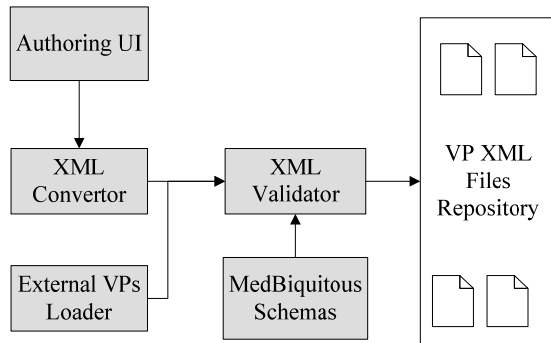 Authoring UI
XML
Convertor
XML
Validator
VP XML
Files
Repository
External VPs
Loader
MedBiquitous
Schemas